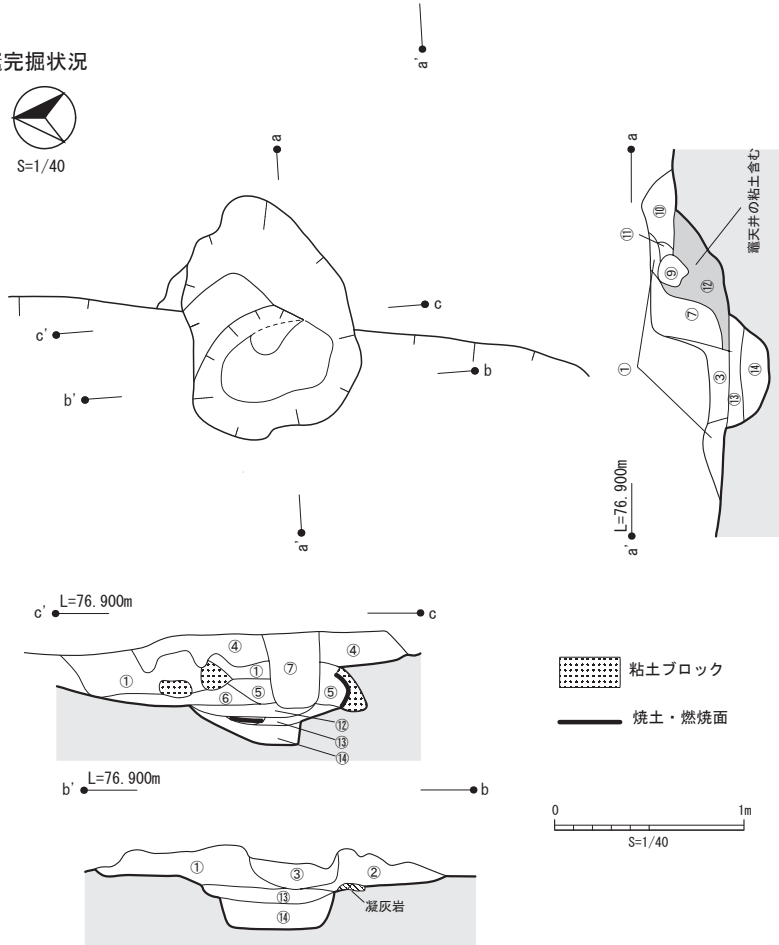 完掘状況
S=1/40
a'
a
c
c'
b
b'
a'
a
⑩
⑪
⑨
⑫
竈天井の粘土含む
⑦
①
③
⑬
⑭
L=76.900m
a'
c' L=76.900m c
④
④
①
⑦
①
⑤
⑤
⑥
⑫
⑬
⑭
粘土ブロック
焼土・燃焼面
b' L=76.900m b
①
③
②
⑬
⑭
凝灰岩
0 1m
S=1/40